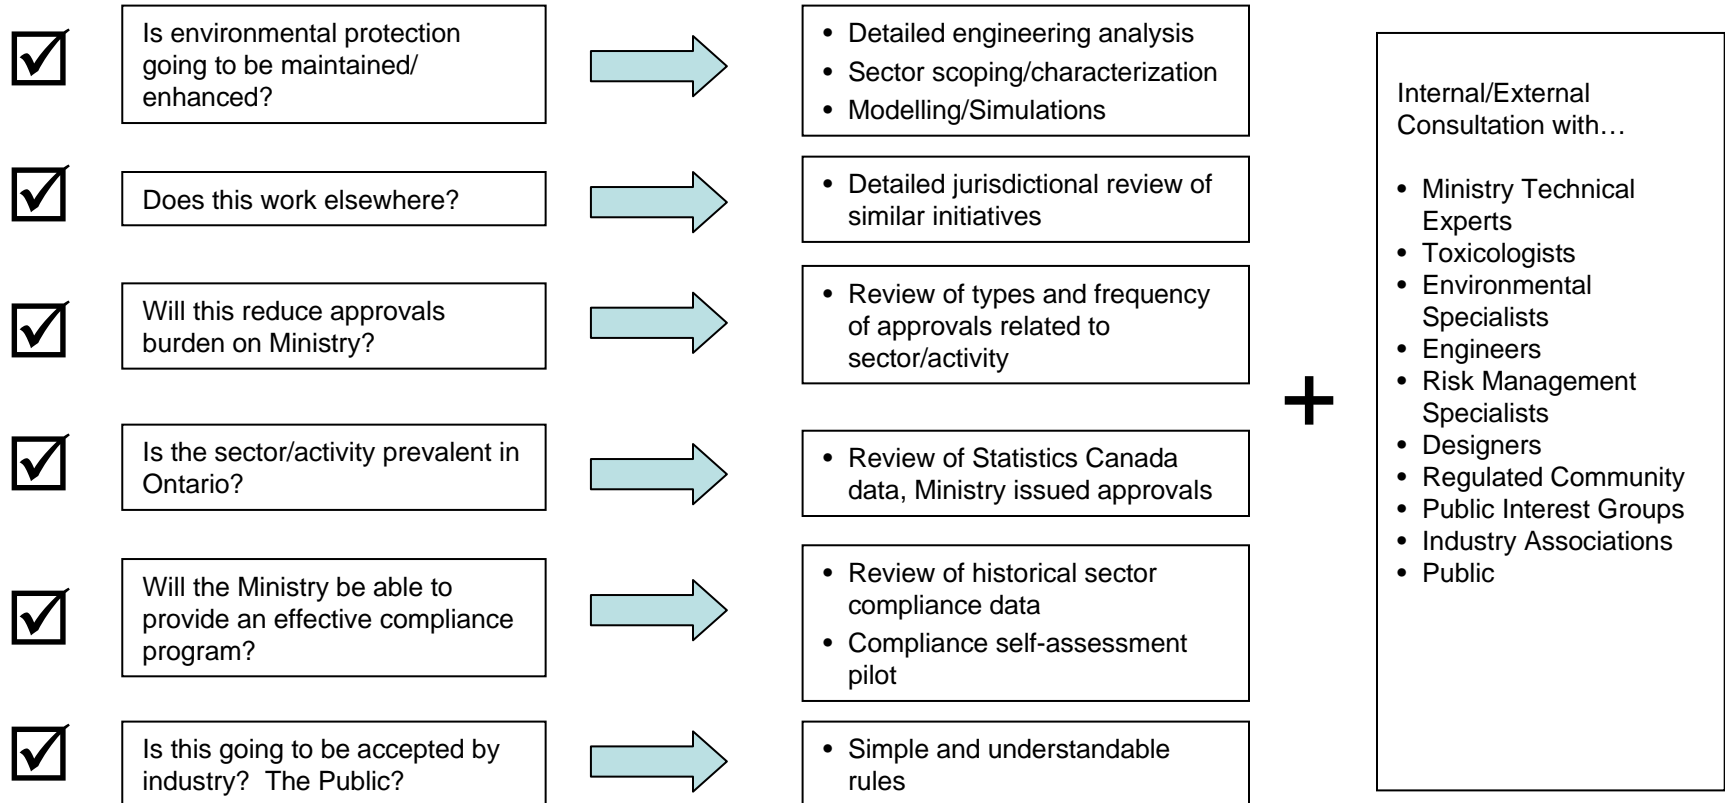 Is environmental protection
going to be maintained/
enhanced?
• Detailed engineering analysis
• Sector scoping/characterization
• Modelling/Simulations
Does this work elsewhere?
• Detailed jurisdictional review of
similar initiatives
Will this reduce approvals
burden on Ministry?
• Review of types and frequency
of approvals related to
sector/activity
Is the sector/activity prevalent in
Ontario?
• Review of Statistics Canada
data, Ministry issued approvals
Will the Ministry be able to
provide an effective compliance
program?
• Review of historical sector
compliance data
• Compliance self-assessment
pilot
Is this going to be accepted by
industry? The Public?
• Simple and understandable
rules
+
Internal/External
Consultation with…
• Ministry Technical
Experts
• Toxicologists
• Environmental
Specialists
• Engineers
• Risk Management
Specialists
• Designers
• Regulated Community
• Public Interest Groups
• Industry Associations
• Public